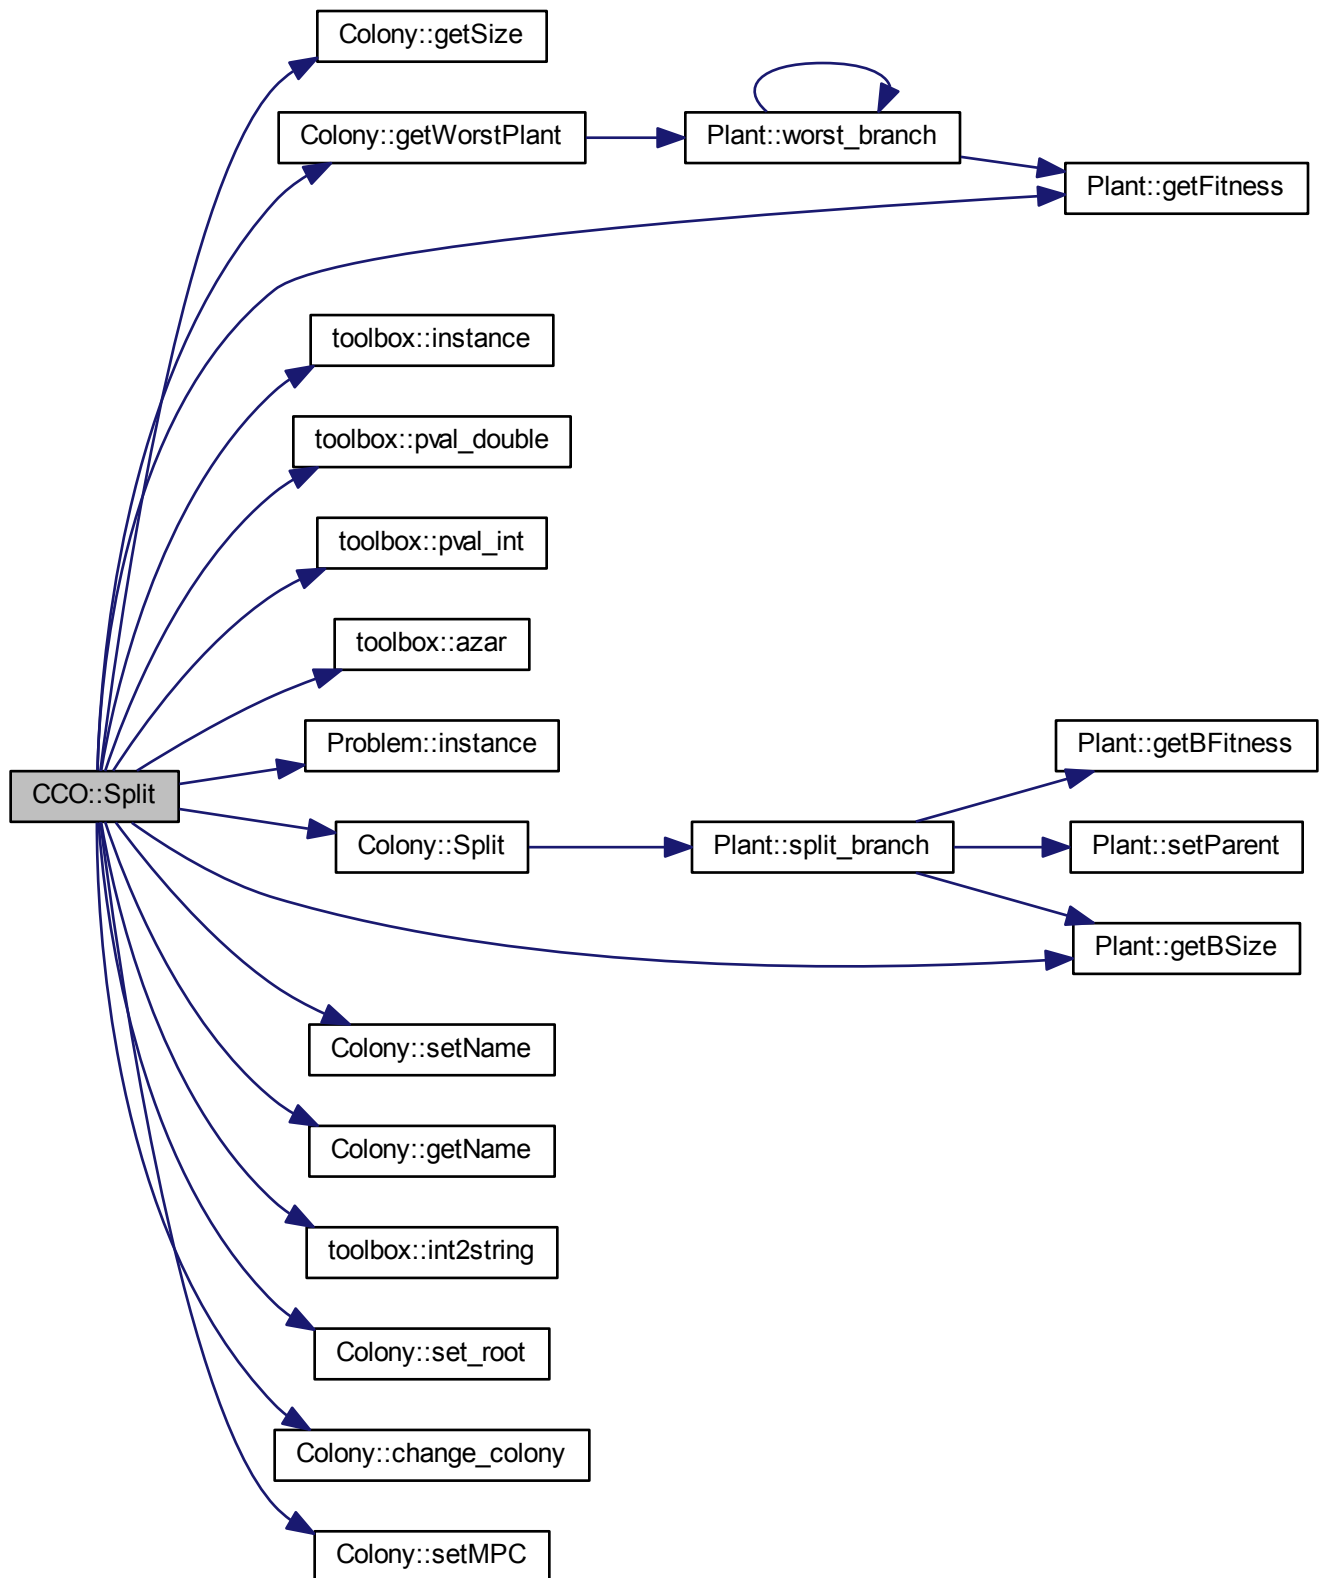 Colony::getSize
Colony::getWorstPlant
Plant::worst_branch
Plant::getFitness
toolbox::instance
toolbox::pval_double
toolbox::pval_int
toolbox::azar
Problem::instance
CCO::Split
Colony::Split
Plant::split_branch
Plant::getBFitness
Plant::setParent
Plant::getBSize
Colony::setName
Colony::getName
toolbox::int2string
Colony::set_root
Colony::change_colony
Colony::setMPC